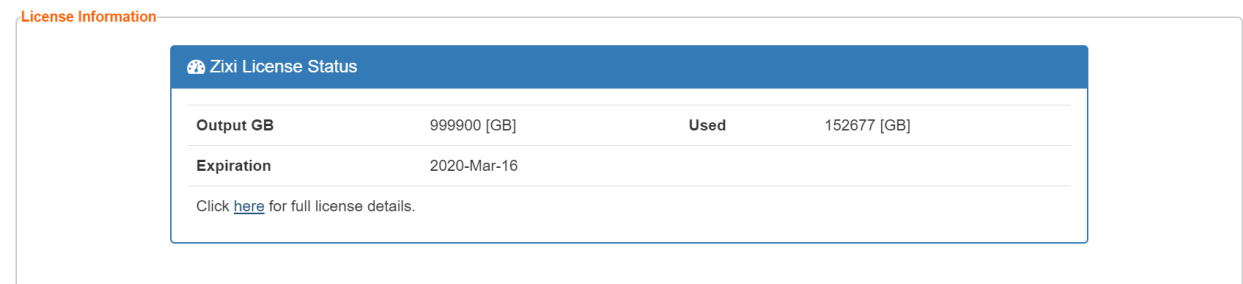 License Information
Zixi License Status
Output GB 999900 [GB] Used 152677 [GB]
Expiration 2020-Mar-16
Click here for full license details.